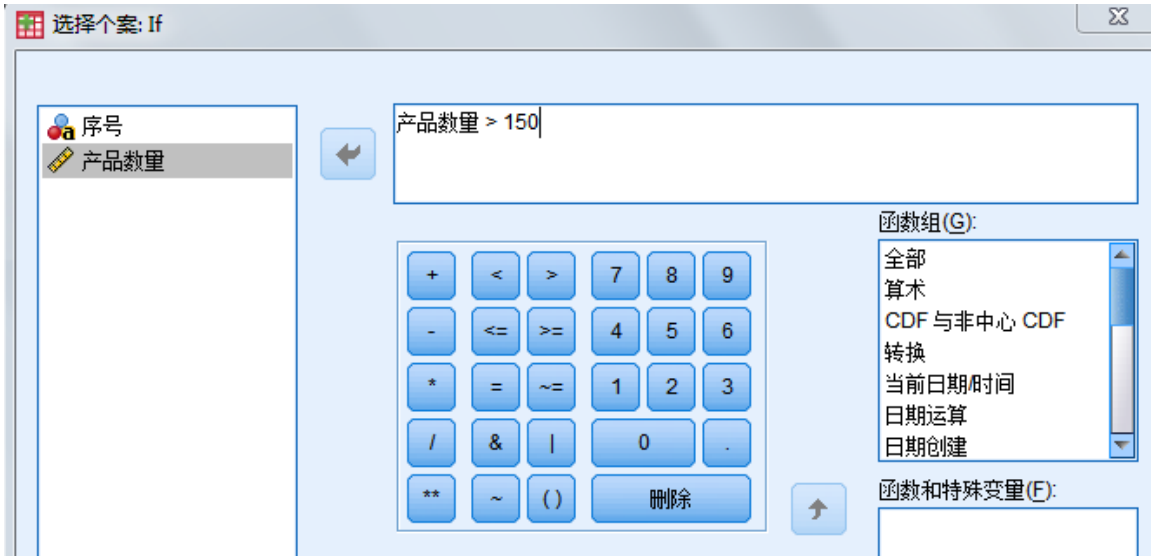 选择个案: If
序号
产品数量
产品数量 > 150
函数组(G):
全部
算术
CDF 与非中心 CDF
转换
当前日期/时间
日期运算
日期创建
+ < > 7 8 9
- <= >= 4 5 6
* = ~= 1 2 3
/ & | 0 .
** ~ ( ) 删除
函数和特殊变量(F):